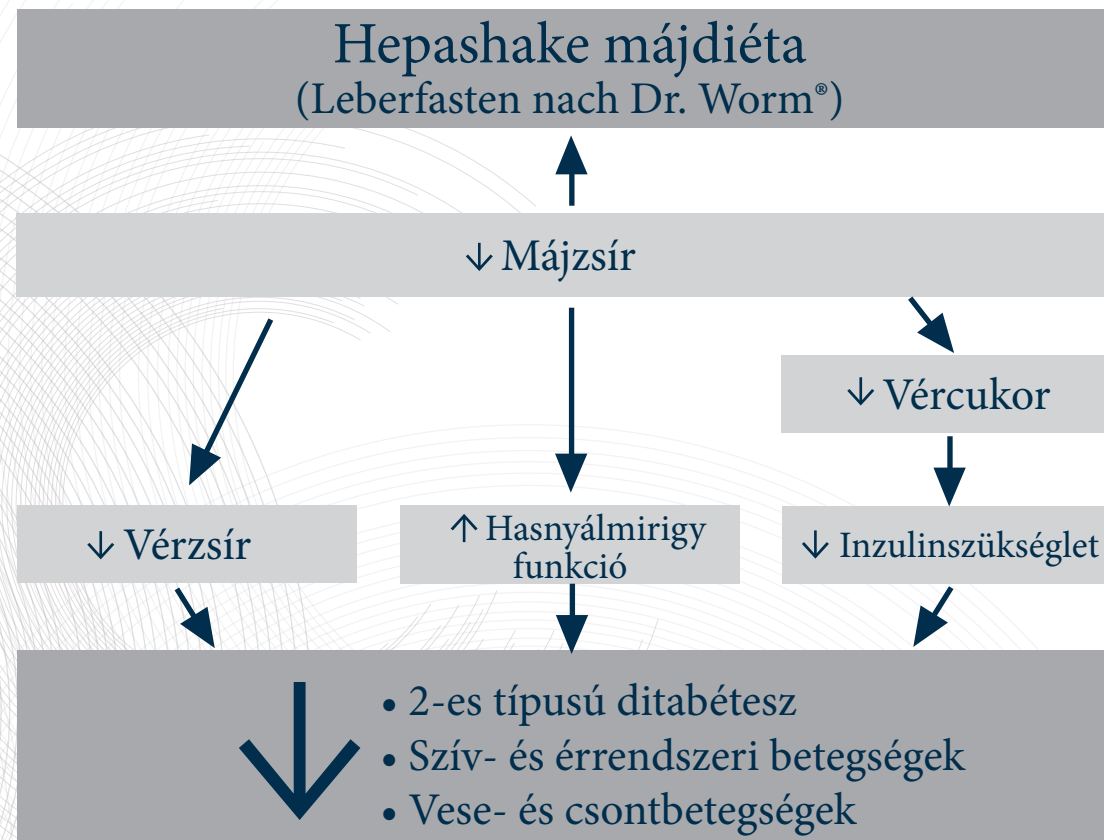 Hepashake májdiéta
(Leberfasten nach Dr. Worm®)
↓ Májzsír
↓ Vércukor
↓ Vérzsír
↑ Hasnyálmirigy
funkció
↓ Inzulinszükséglet
• 2-es típusú ditabétesz
• Szív- és érrendszeri betegségek
• Vese- és csontbetegségek